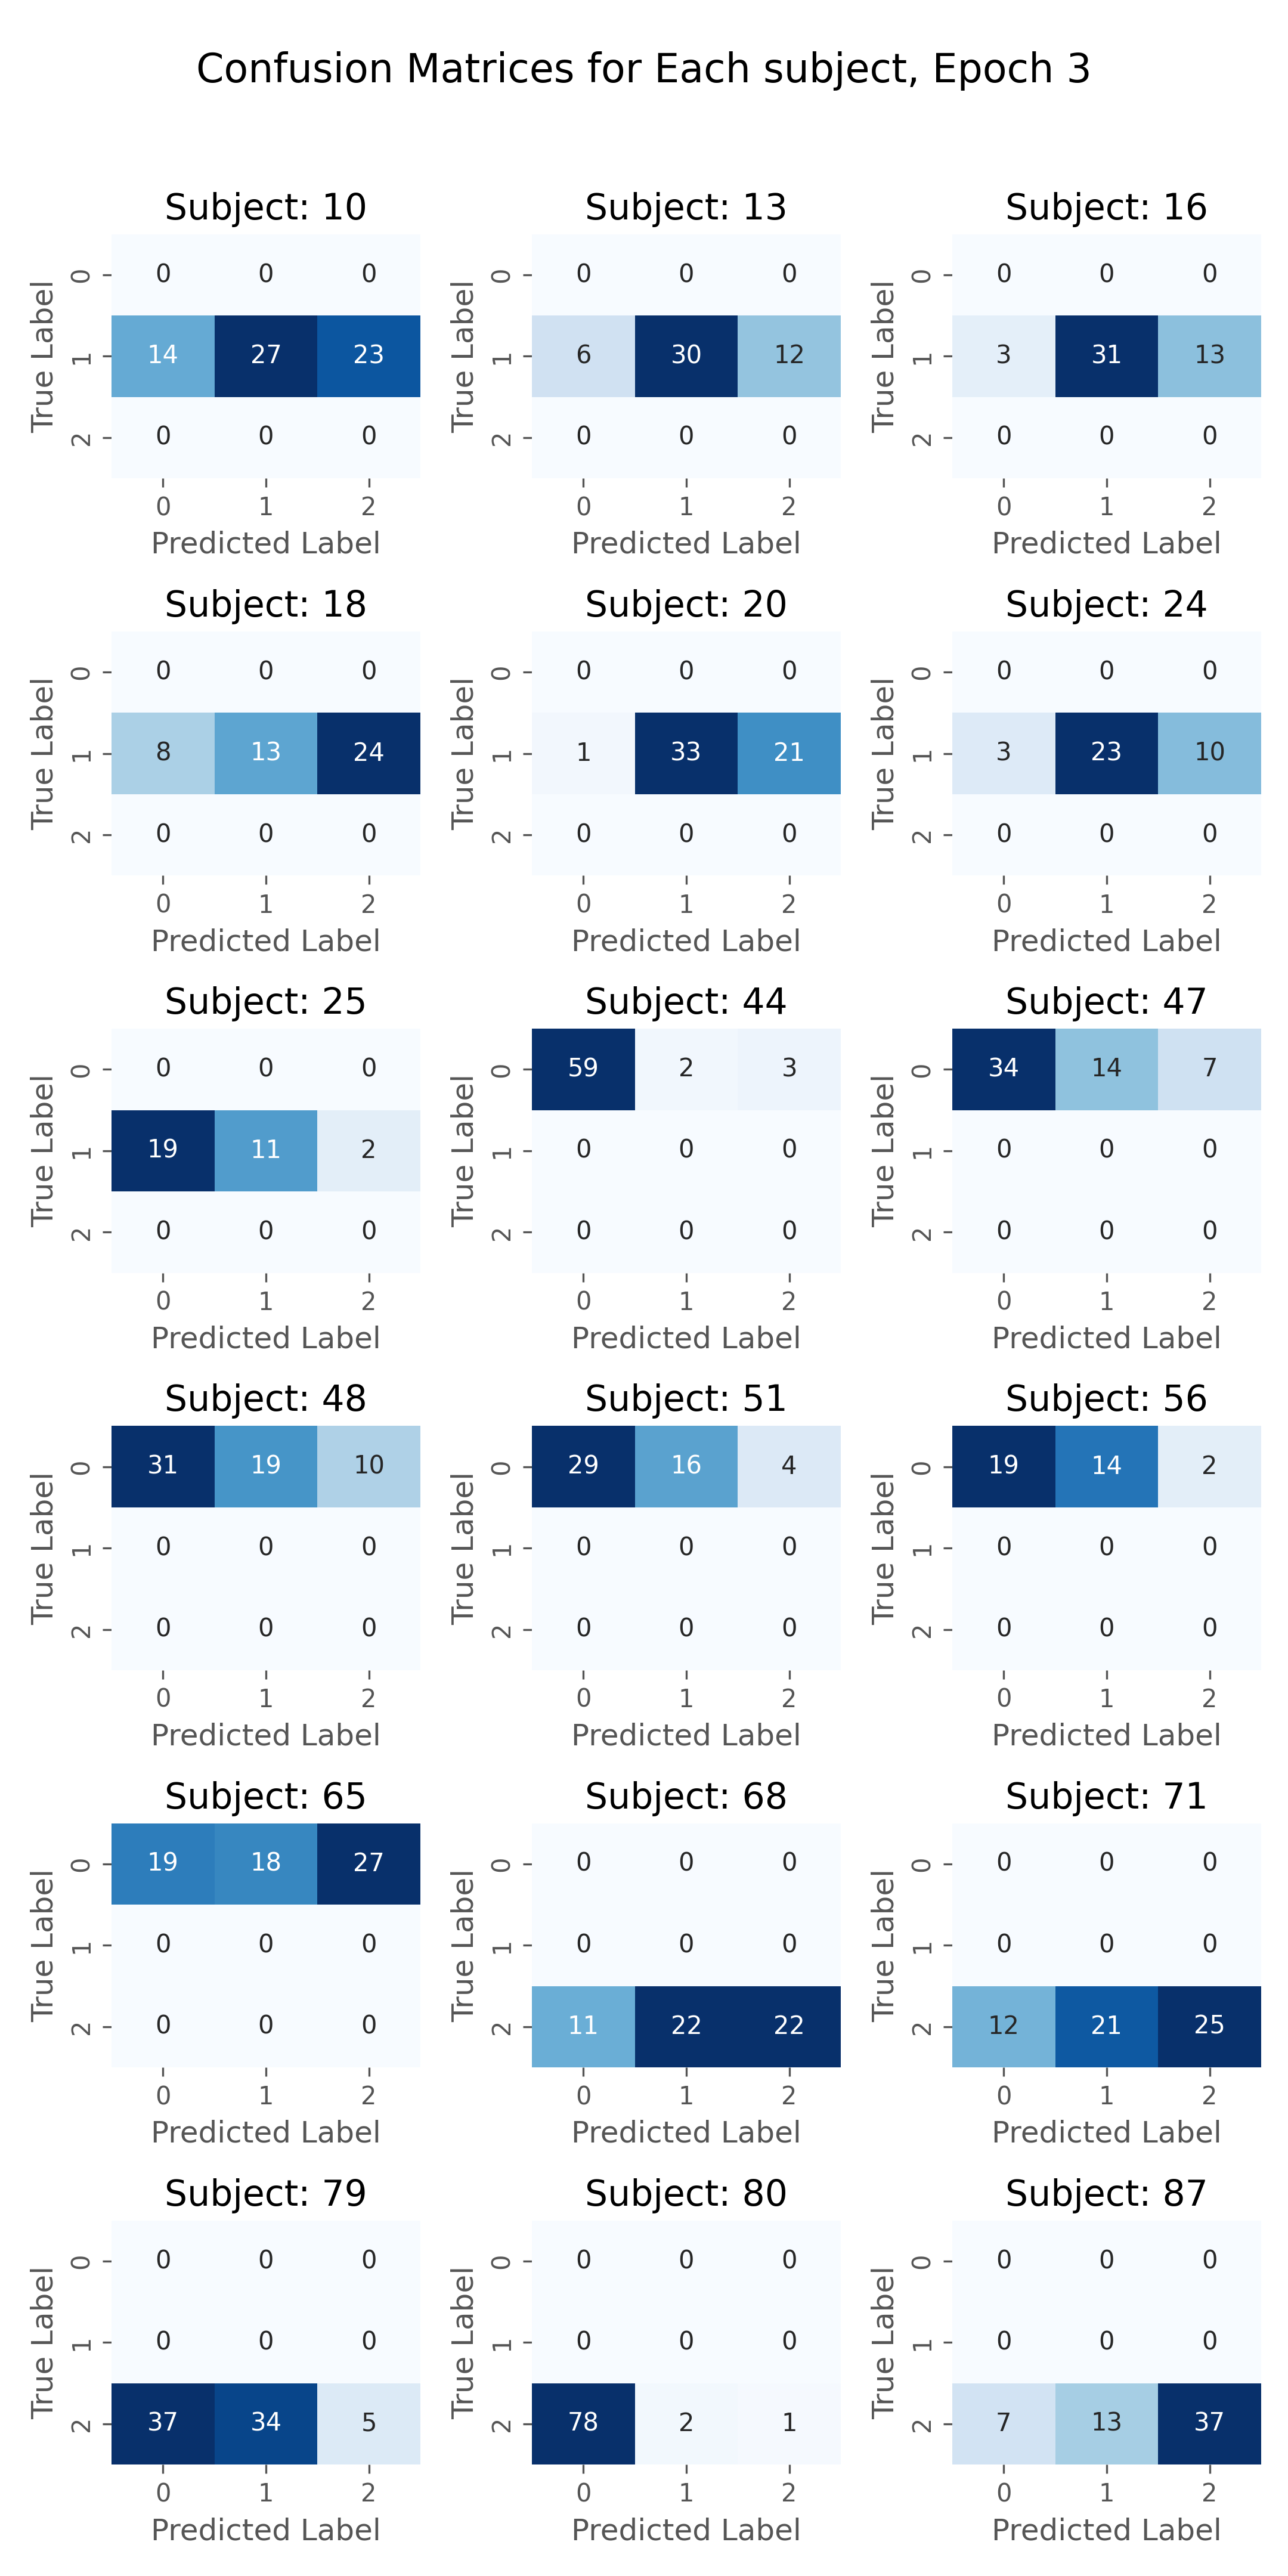 Confusion Matrices for Each subject, Epoch 3
Subject: 10 Subject: 13 Subject: 16
True Label 0 0 0 0 True Label 0 0 0 0 True Label 0 0 0 0
1 14 27 23 1 6 30 12 1 3 31 13
2 0 0 0 2 0 0 0 2 0 0 0
0 1 2 0 1 2 0 1 2
Predicted Label Predicted Label Predicted Label
Subject: 18 Subject: 20 Subject: 24
True Label 0 0 0 0 True Label 0 0 0 0 True Label 0 0 0 0
1 8 13 24 1 1 33 21 1 3 23 10
2 0 0 0 2 0 0 0 2 0 0 0
0 1 2 0 1 2 0 1 2
Predicted Label Predicted Label Predicted Label
Subject: 25 Subject: 44 Subject: 47
True Label 0 0 0 0 True Label 0 59 2 3 True Label 0 34 14 7
1 19 11 2 1 0 0 0 1 0 0 0
2 0 0 0 2 0 0 0 2 0 0 0
0 1 2 0 1 2 0 1 2
Predicted Label Predicted Label Predicted Label
Subject: 48 Subject: 51 Subject: 56
True Label 0 31 19 10 True Label 0 29 16 4 True Label 0 19 14 2
1 0 0 0 1 0 0 0 1 0 0 0
2 0 0 0 2 0 0 0 2 0 0 0
0 1 2 0 1 2 0 1 2
Predicted Label Predicted Label Predicted Label
Subject: 65 Subject: 68 Subject: 71
True Label 0 19 18 27 True Label 0 0 0 0 True Label 0 0 0 0
1 0 0 0 1 0 0 0 1 0 0 0
2 0 0 0 2 11 22 22 2 12 21 25
0 1 2 0 1 2 0 1 2
Predicted Label Predicted Label Predicted Label
Subject: 79 Subject: 80 Subject: 87
True Label 0 0 0 0 True Label 0 0 0 0 True Label 0 0 0 0
1 0 0 0 1 0 0 0 1 0 0 0
2 37 34 5 2 78 2 1 2 7 13 37
0 1 2 0 1 2 0 1 2
Predicted Label Predicted Label Predicted Label